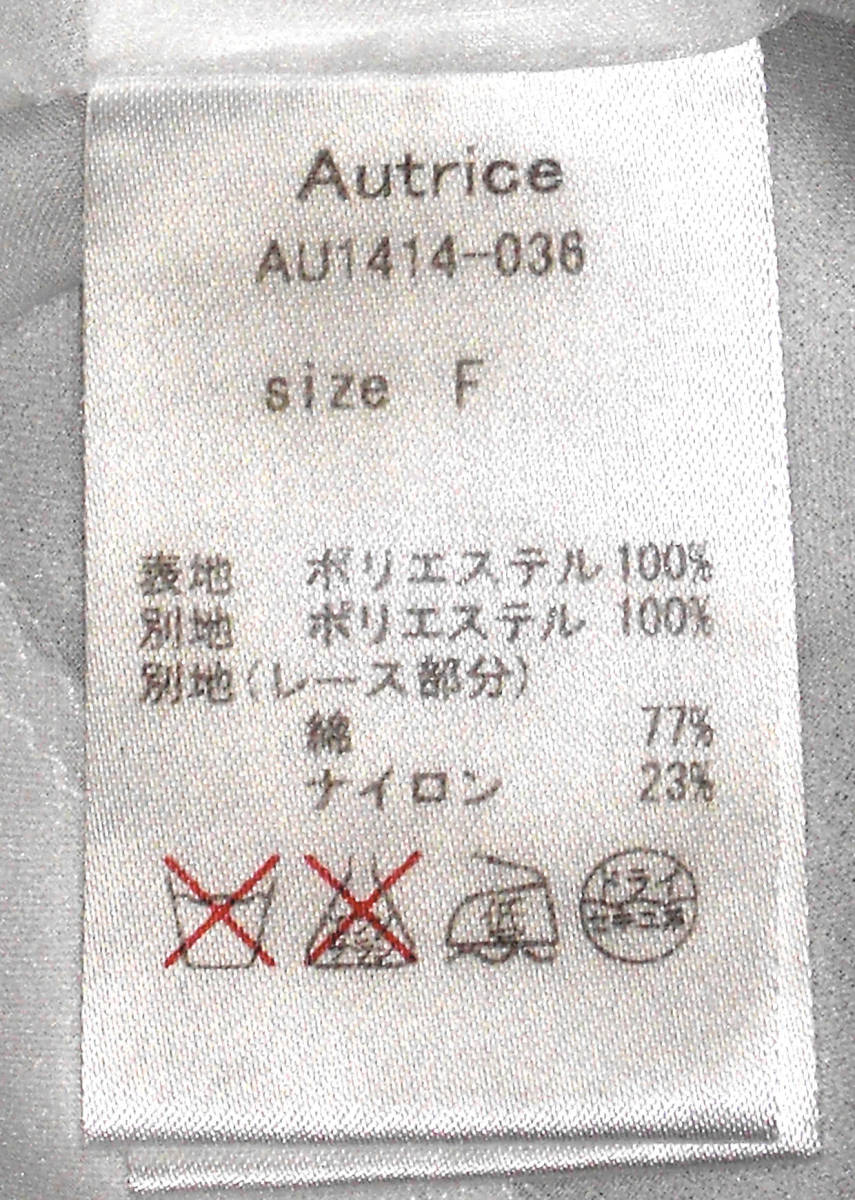 Autrice
AU1414-036
size F
表地 ポリエステル 100%
別地 ポリエステル 100%
別地(レース部分)
綿 77%
ナイロン 23%
低
ドライ